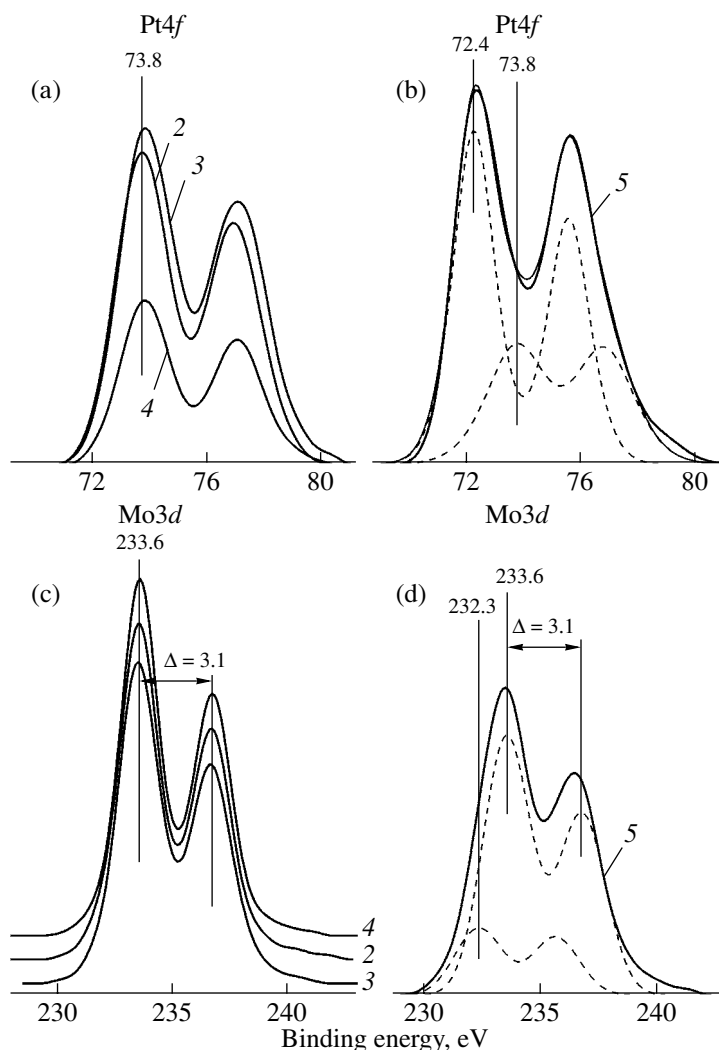 Pt4f
Pt4f
73.8
72.4
73.8
(a)
(b)
2
3
4
5
72
76
80
72
76
80
Mo3d
Mo3d
233.6
233.6
232.3
(c)
(d)
Δ = 3.1
Δ = 3.1
5
4
2
3
230
235
240
230
235
240
Binding energy, eV